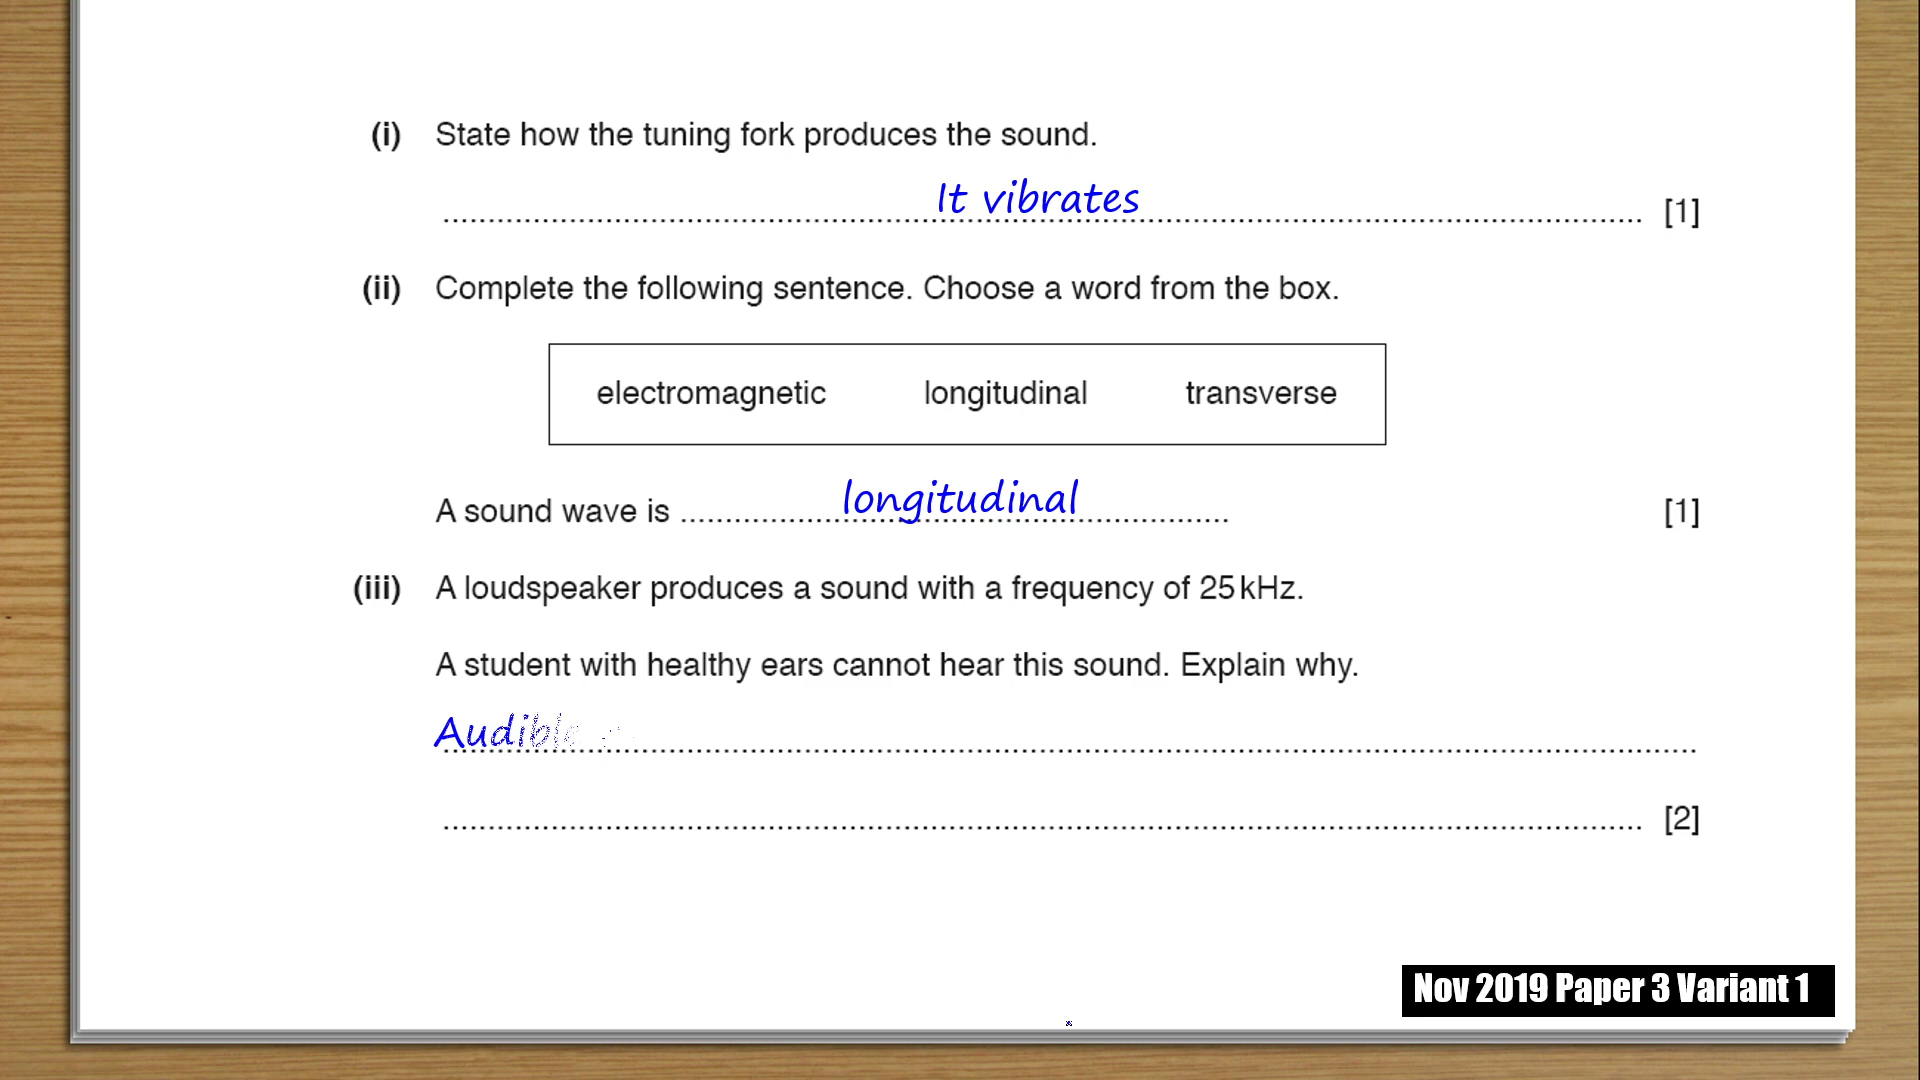 (i) State how the tuning fork produces the sound.
It vibrates
[1]
(ii) Complete the following sentence. Choose a word from the box.
electromagnetic longitudinal transverse
A sound wave is longitudinal [1]
(iii) A loudspeaker produces a sound with a frequency of 25 kHz.
A student with healthy ears cannot hear this sound. Explain why.
Audible
[2]
Nov 2019 Paper 3 Variant 1